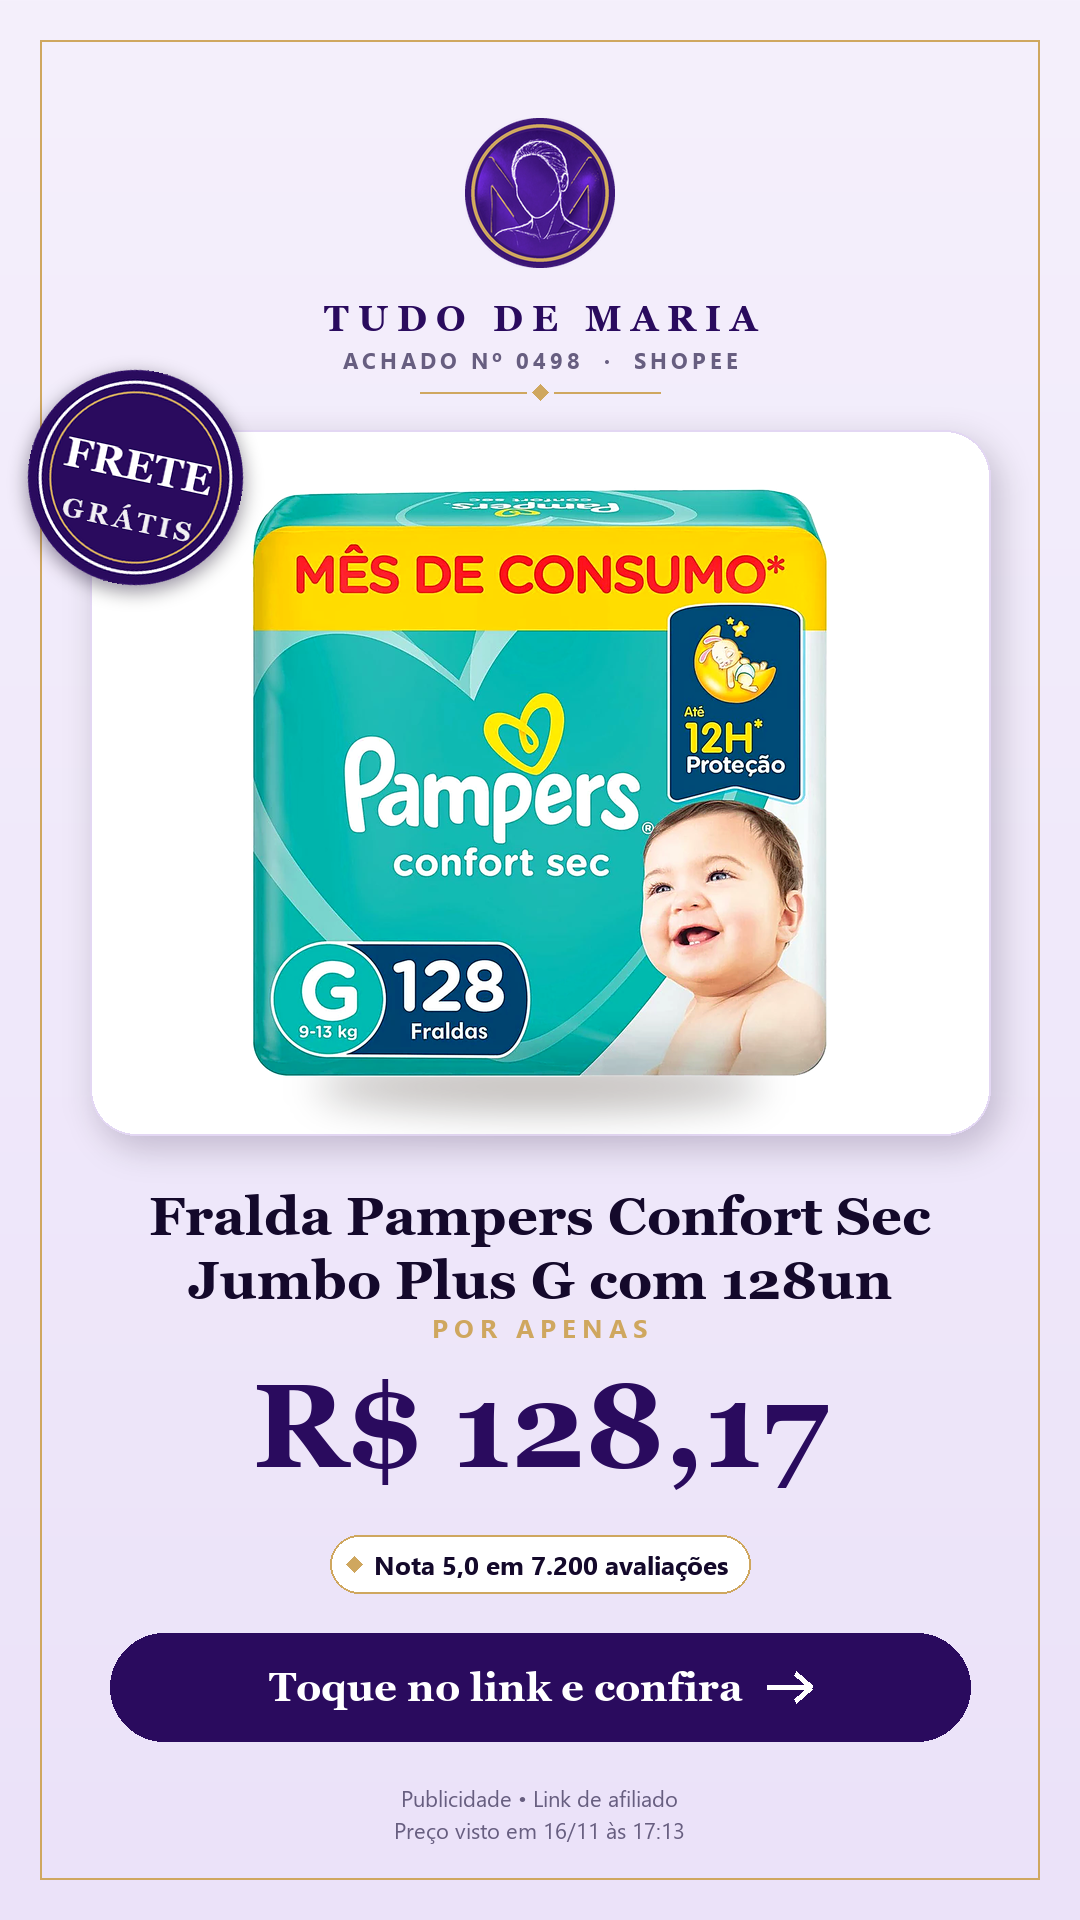 TUDO DE MARIA
ACHADO Nº 0498 · SHOPEE
FRETE
GRÁTIS
Pampers
confort sec
MÊS DE CONSUMO*
Até
12H*
Proteção
Pampers®
confort sec
G
9-13 kg
128
Fraldas
Fralda Pampers Confort Sec
Jumbo Plus G com 128un
POR APENAS
R$ 128,17
Nota 5,0 em 7.200 avaliações
Toque no link e confira →
Publicidade • Link de afiliado
Preço visto em 16/11 às 17:13